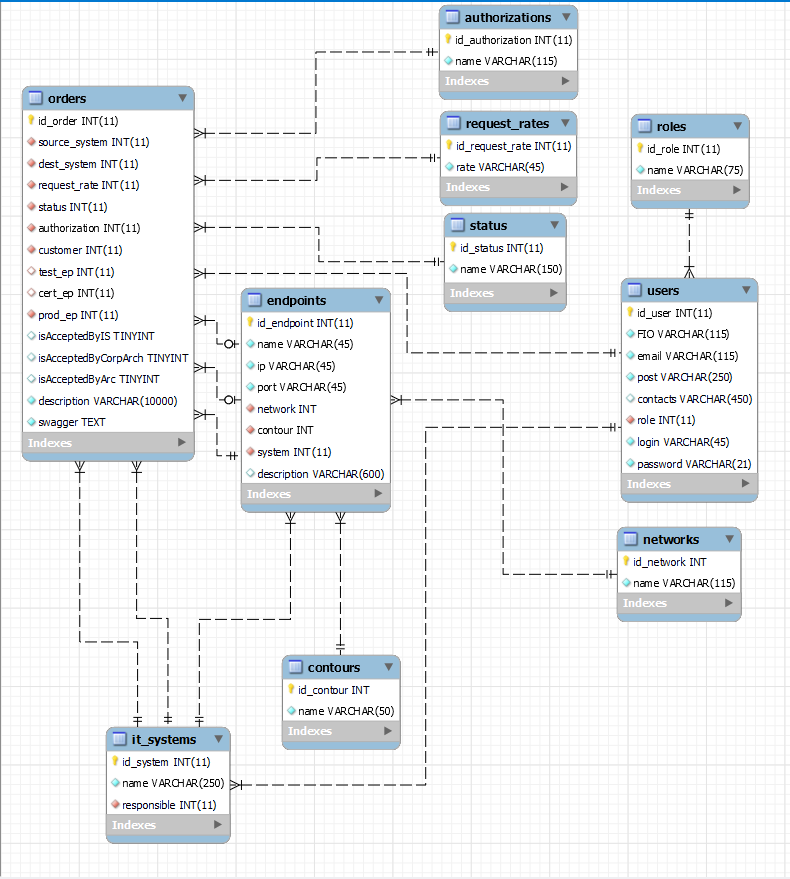 authorizations
id_authorization INT(11)
name VARCHAR(115)
Indexes
orders
id_order INT(11)
source_system INT(11)
dest_system INT(11)
request_rate INT(11)
status INT(11)
authorization INT(11)
customer INT(11)
test_ep INT(11)
cert_ep INT(11)
prod_ep INT(11)
isAcceptedByIS TINYINT
isAcceptedByCorpArch TINYINT
isAcceptedByArc TINYINT
description VARCHAR(10000)
swagger TEXT
Indexes
request_rates
id_request_rate INT(11)
rate VARCHAR(45)
Indexes
roles
id_role INT(11)
name VARCHAR(75)
Indexes
status
id_status INT(11)
name VARCHAR(150)
Indexes
endpoints
id_endpoint INT(11)
name VARCHAR(45)
ip VARCHAR(45)
port VARCHAR(45)
network INT
contour INT
system INT(11)
description VARCHAR(600)
Indexes
users
id_user INT(11)
FIO VARCHAR(115)
email VARCHAR(115)
post VARCHAR(250)
contacts VARCHAR(450)
role INT(11)
login VARCHAR(45)
password VARCHAR(21)
Indexes
networks
id_network INT
name VARCHAR(115)
Indexes
contours
id_contour INT
name VARCHAR(50)
Indexes
it_systems
id_system INT(11)
name VARCHAR(250)
responsible INT(11)
Indexes